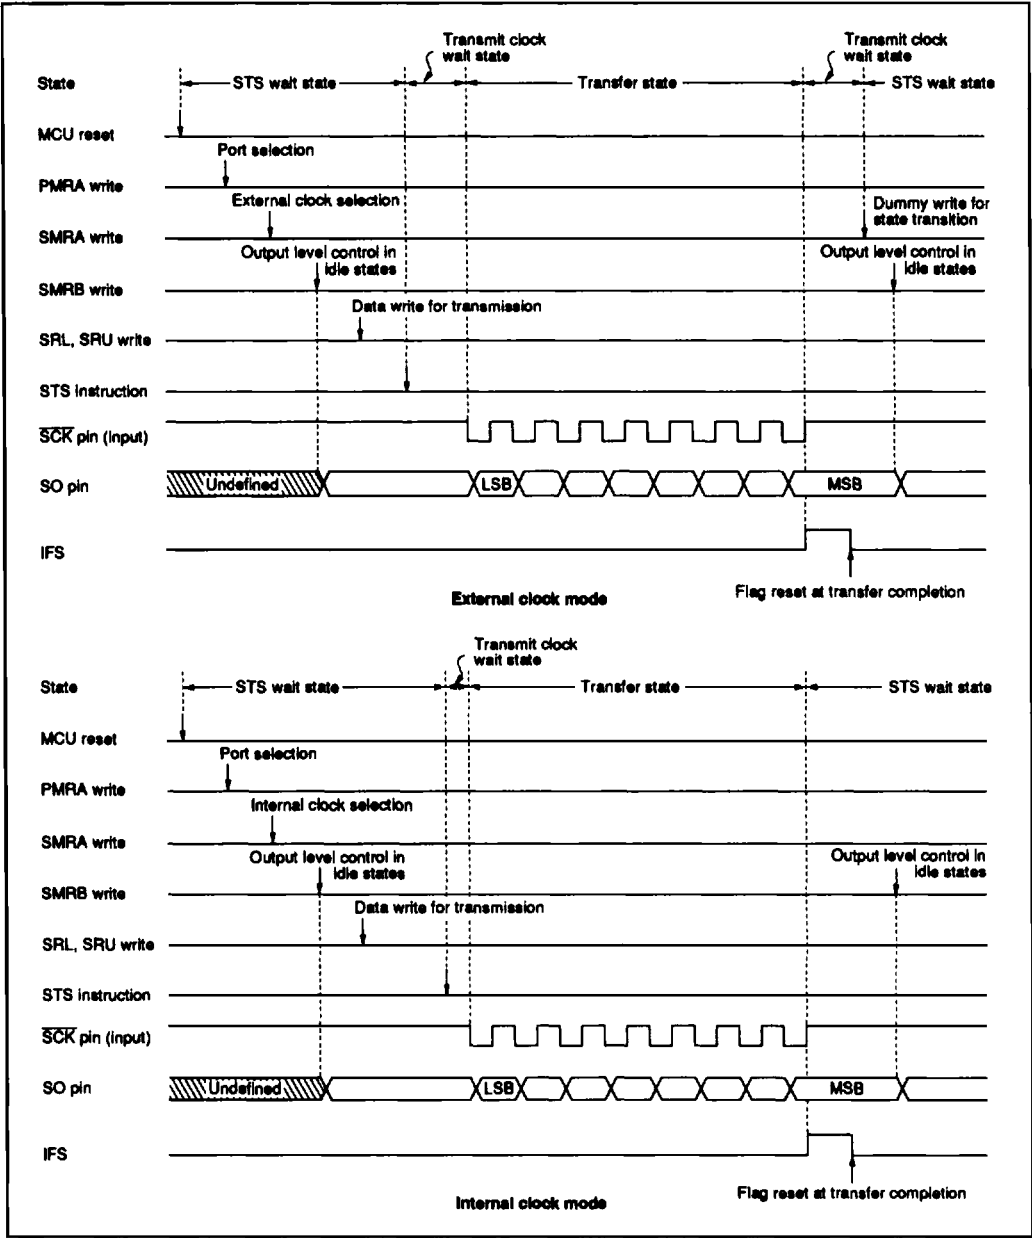 Transmit clock
wait state
Transmit clock
wait state
State
STS wait state
Transfer state
STS wait state
MCU reset
Port selection
PMRA write
External clock selection
Dummy write for
state transition
SMRA write
Output level control in
idle states
Output level control in
idle states
SMRB write
Data write for transmission
SRL, SRU write
STS instruction
SCK pin (input)
SO pin
Undefined
LSB
MSB
IFS
Flag reset at transfer completion
External clock mode
Transmit clock
wait state
State
STS wait state
Transfer state
STS wait state
MCU reset
Port selection
PMRA write
Internal clock selection
SMRA write
Output level control in
idle states
Output level control in
idle states
SMRB write
Data write for transmission
SRL, SRU write
STS instruction
SCK pin (input)
SO pin
Undefined
LSB
MSB
IFS
Flag reset at transfer completion
Internal clock mode